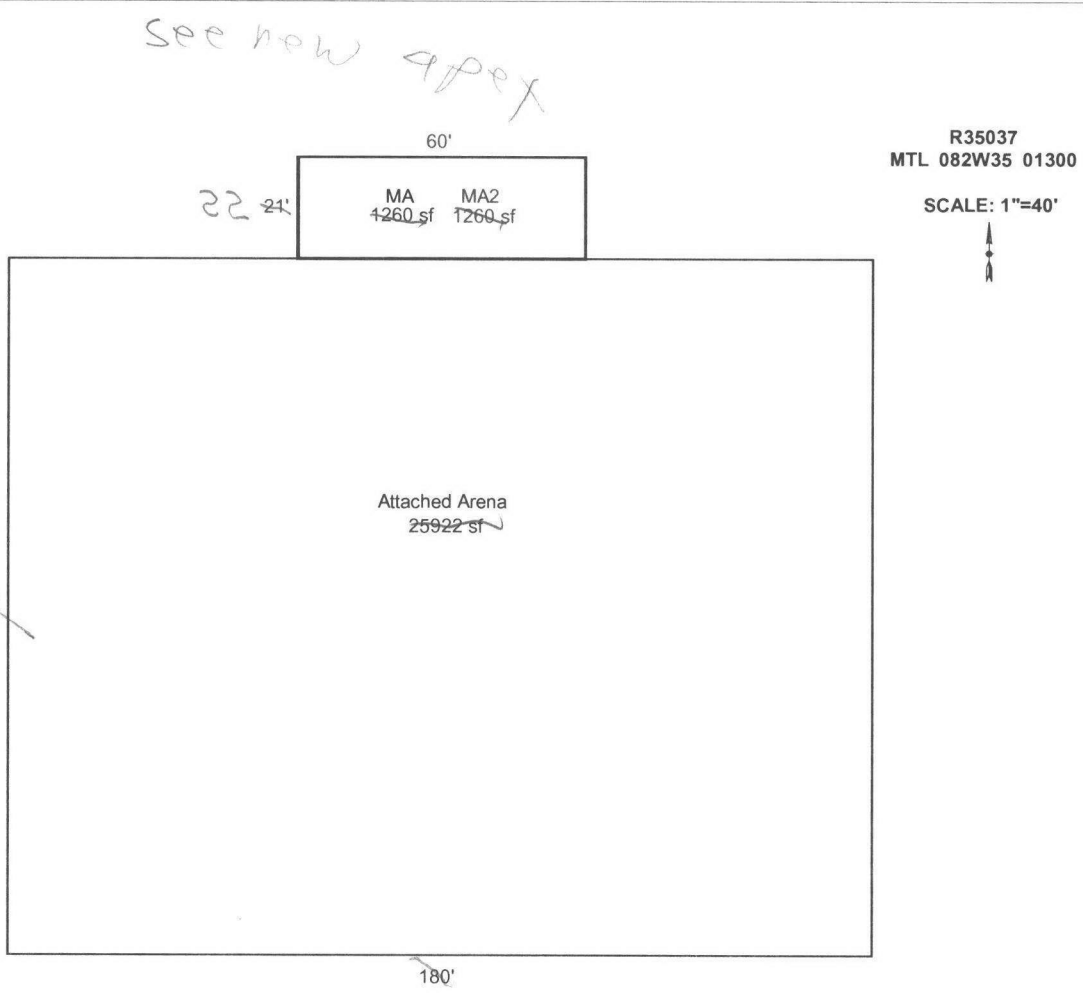 see new apex
60'
R35037
MTL 082W35 01300
22 21'
MA MA2
1260 sf 1260 sf
SCALE: 1"=40'
Attached Arena
25922 sf
180'